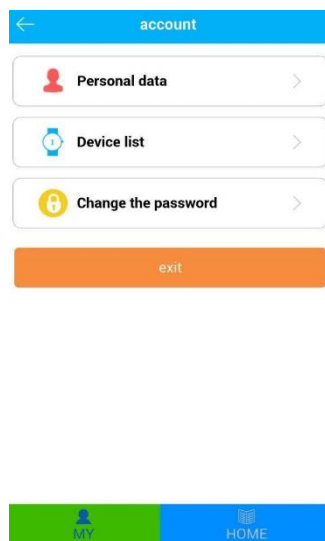 account
Personal data
Device list
Change the password
exit
MY
HOME